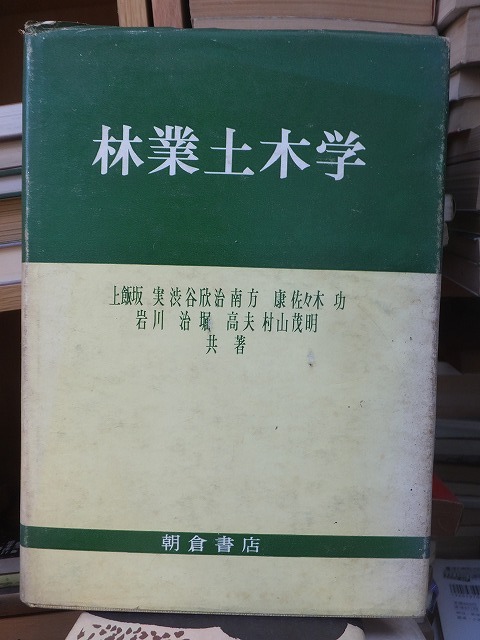 林業土木学
上飯坂 実 渋谷欣治 南方 康 佐々木 功
岩川 治 堀 高夫 村山茂明
共著
朝倉書店